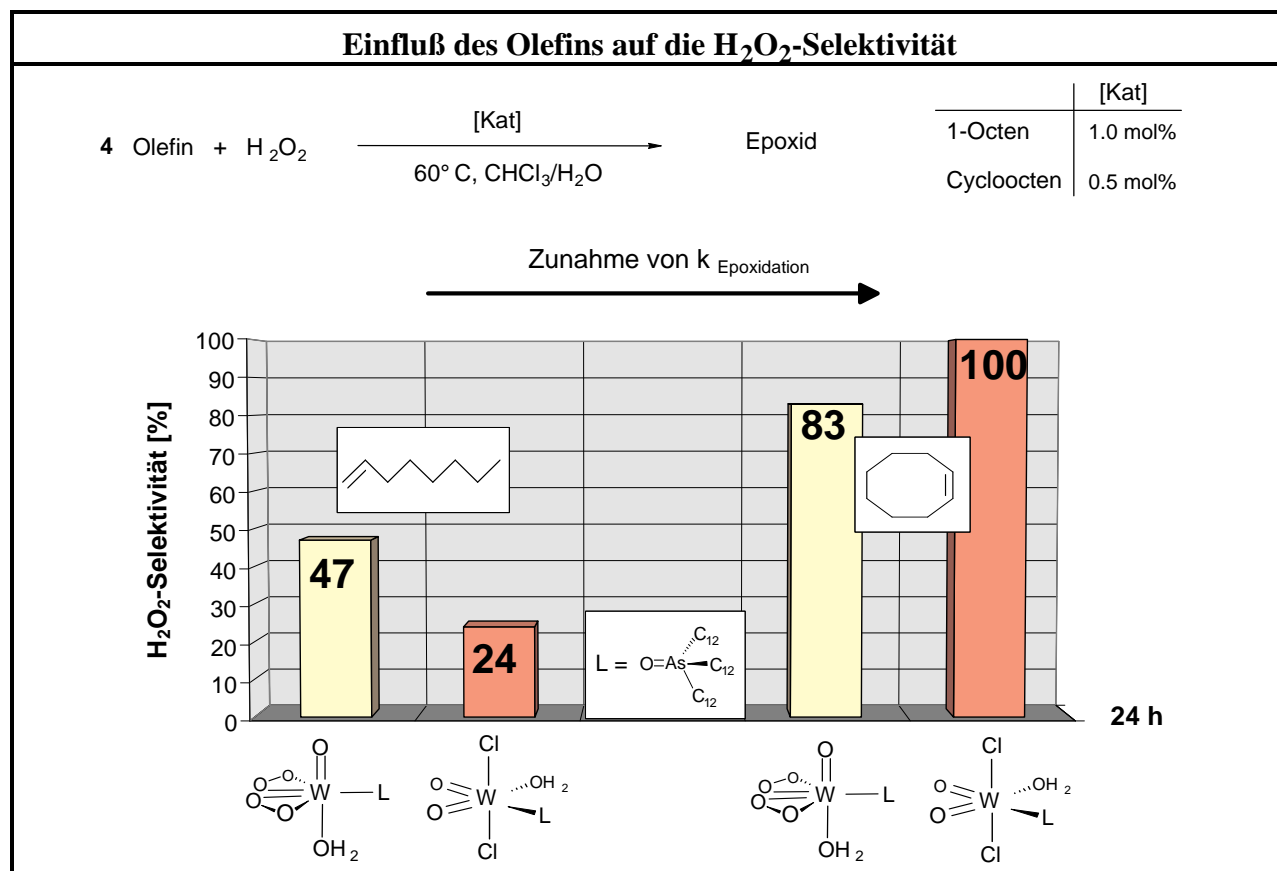 Einfluß des Olefins auf die H₂O₂-Selektivität
4 Olefin + H₂O₂
[Kat]
60° C, CHCl₃/H₂O
Epoxid
[Kat]
1-Octen 1.0 mol%
Cycloocten 0.5 mol%
Zunahme von k Epoxidation
H₂O₂-Selektivität [%]
100
90
80
70
60
50
40
30
20
10
0
47
24
83
100
L = O=As C₁₂ C₁₂ C₁₂
24 h
O
O O O O W L
OH₂
Cl
O O W OH₂ L
Cl
O
O O O O W L
OH₂
Cl
O O W OH₂ L
Cl